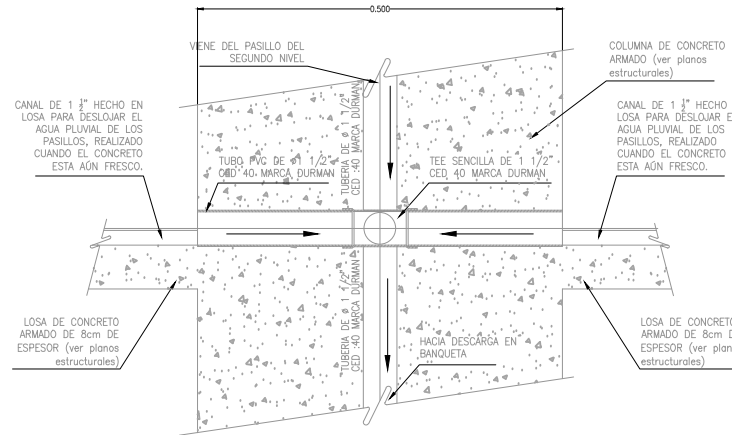 0.500
VIENE DEL PASILLO DEL
SEGUNDO NIVEL
COLUMNA DE CONCRETO
ARMADO (ver planos
estructurales)
CANAL DE 1 ½" HECHO EN
LOSA PARA DESLOJAR EL
AGUA PLUVIAL DE LOS
PASILLOS, REALIZADO
CUANDO EL CONCRETO
ESTA AÚN FRESCO.
TUBO PVC DE Ø1 1/2"
CED :40 MARCA DURMAN
TUBERIA DE Ø 1 1/2"
CED :40 MARCA DURMAN
TEE SENCILLA DE 1 1/2"
CED 40 MARCA DURMAN
CANAL DE 1 ½" HECHO
LOSA PARA DESLOJAR E
AGUA PLUVIAL DE LOS
PASILLOS, REALIZADO
CUANDO EL CONCRETO
ESTA AÚN FRESCO.
LOSA DE CONCRETO
ARMADO DE 8cm DE
ESPESOR (ver planos
estructurales)
TUBERIA DE Ø 1 1/2"
CED :40 MARCA DURMAN
HACIA DESCARGA EN
BANQUETA
LOSA DE CONCRETO
ARMADO DE 8cm D
ESPESOR (ver plan
estructurales)